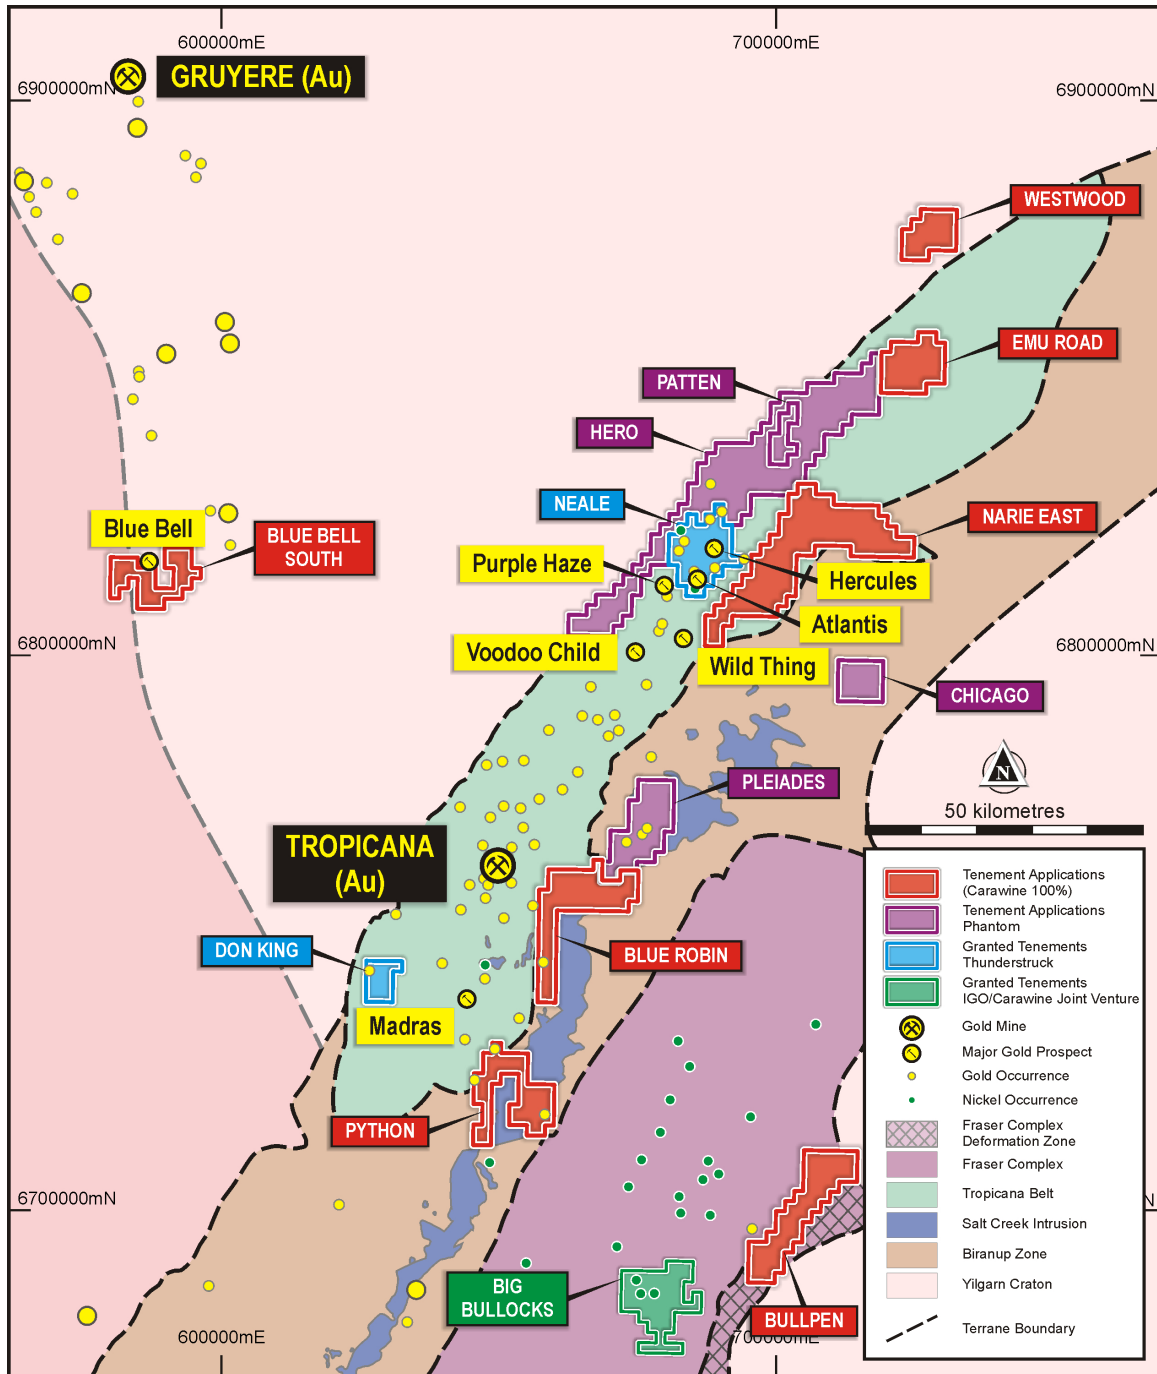 600000mE
700000mE
GRUYERE (Au)
6900000mN
6900000mN
WESTWOOD
EMU ROAD
PATTEN
HERO
NEALE
NARIE EAST
Blue Bell
BLUE BELL
SOUTH
Purple Haze
Hercules
Atlantis
6800000mN
6800000mN
Voodoo Child
Wild Thing
CHICAGO
N
PLEIADES
50 kilometres
TROPICANA
(Au)
Tenement Applications
(Carawine 100%)
Tenement Applications
Phantom
DON KING
BLUE ROBIN
Granted Tenements
Thunderstruck
Granted Tenements
IGO/Carawine Joint Venture
Madras
Gold Mine
Major Gold Prospect
Gold Occurrence
Nickel Occurrence
PYTHON
Fraser Complex
Deformation Zone
Fraser Complex
6700000mN
N
Tropicana Belt
Salt Creek Intrusion
Biranup Zone
Yilgarn Craton
BIG
BULLOCKS
BULLPEN
Terrane Boundary
600000mE
700000mE